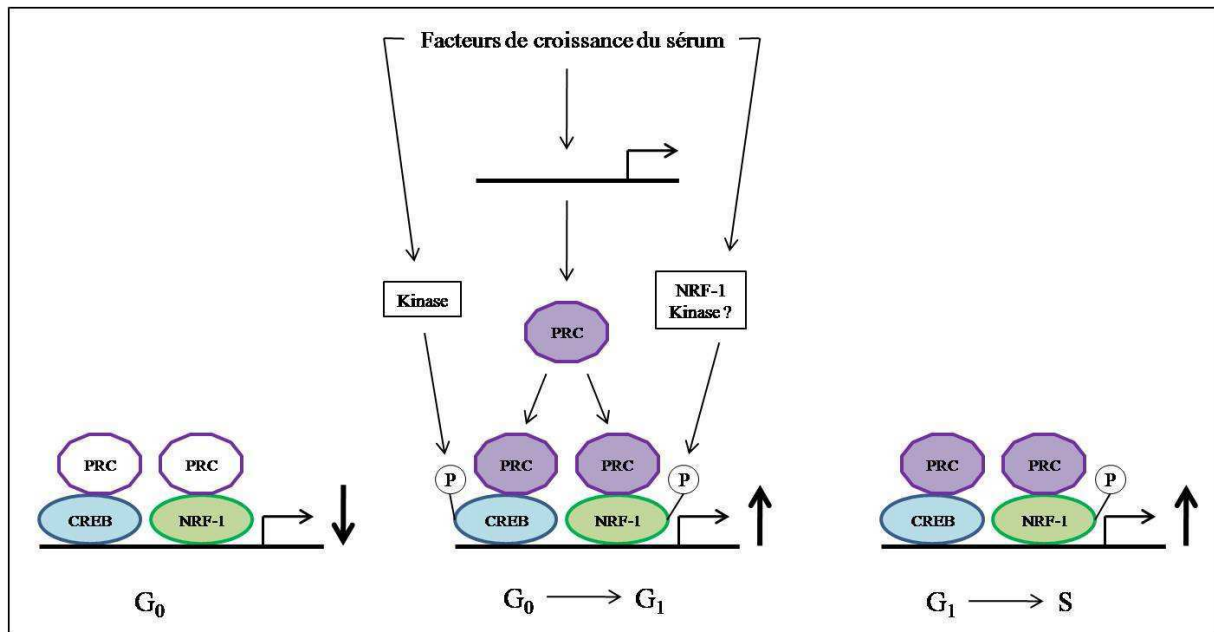 Facteurs de croissance du sérum
Kinase
NRF-1
Kinase ?
PRC
PRC
PRC
CREB
NRF-1
P
PRC
PRC
P
CREB
NRF-1
PRC
PRC
P
CREB
NRF-1
G₀
G₀ → G₁
G₁ → S